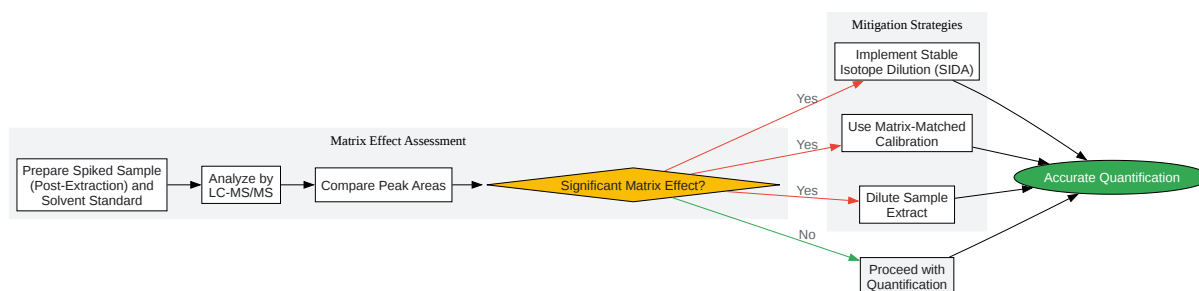 Mitigation Strategies
Implement Stable
Isotope Dilution (SIDA)
Yes
Matrix Effect Assessment
Use Matrix-Matched
Calibration
Yes
Prepare Spiked Sample
(Post-Extraction) and
Solvent Standard
Analyze by
LC-MS/MS
Compare Peak Areas
Significant Matrix Effect?
Yes
Dilute Sample
Extract
Accurate Quantification
No
Proceed with
Quantification